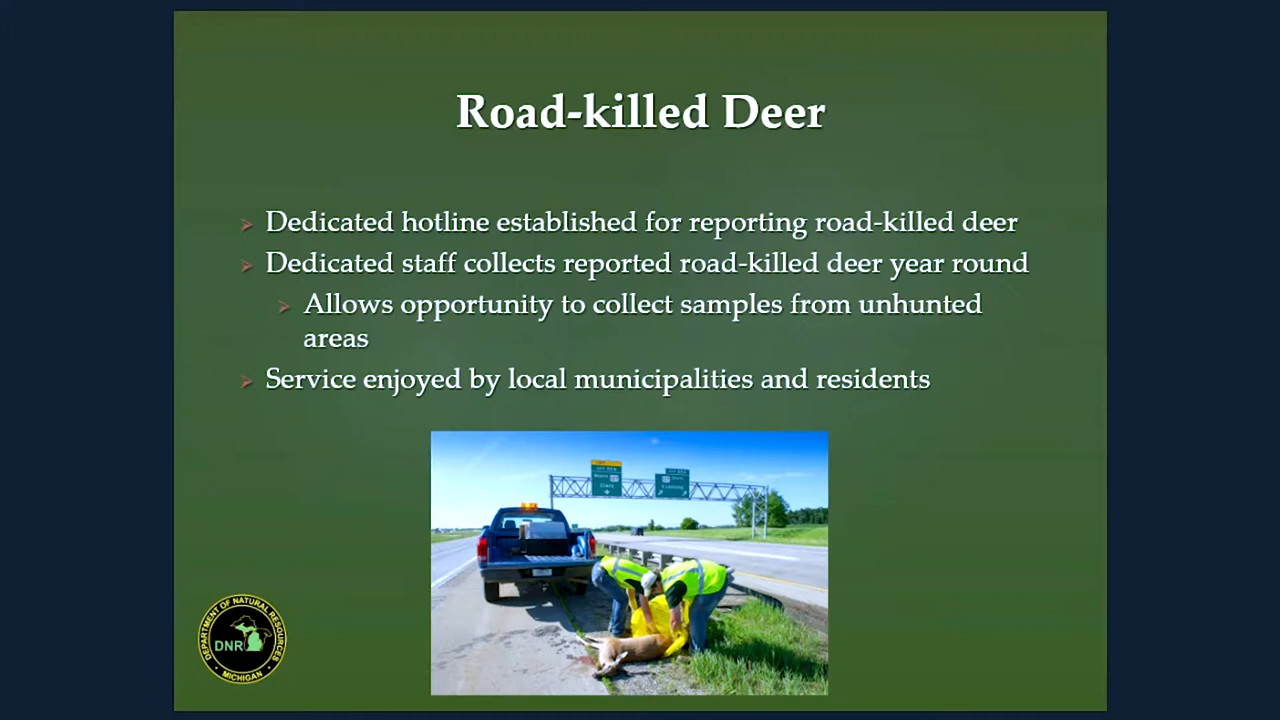 Road-killed Deer
Dedicated hotline established for reporting road-killed deer
Dedicated staff collects reported road-killed deer year round
Allows opportunity to collect samples from unhunted
areas
Service enjoyed by local municipalities and residents
DEPARTMENT OF NATURAL RESOURCES
DNR
MICHIGAN